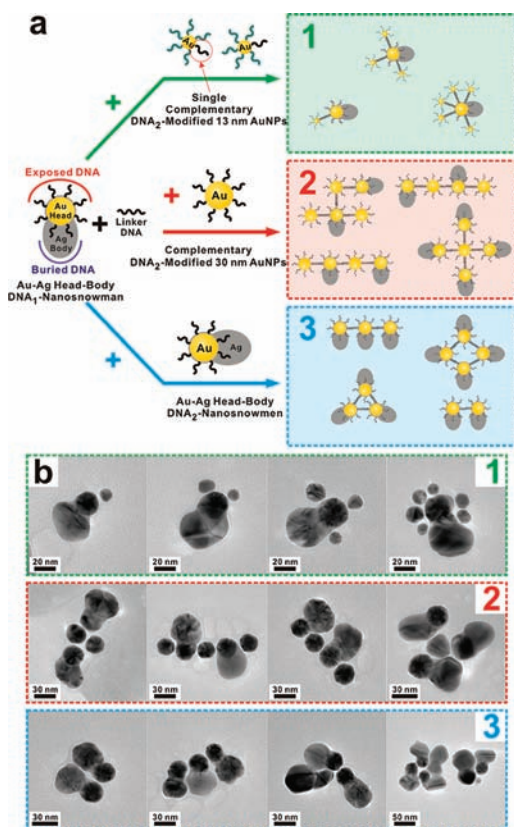 a
1
Au
Au
Single
Complementary
DNA₂-Modified 13 nm AuNPs
Exposed DNA
2
Au
Head
Au
Linker
DNA
Ag
Body
Buried DNA
Complementary
DNA₂-Modified 30 nm AuNPs
Au-Ag Head-Body
DNA₁-Nanosnowman
3
Au
Ag
Au-Ag Head-Body
DNA₂-Nanosnowmen
b
1
20 nm
20 nm
20 nm
20 nm
2
30 nm
30 nm
30 nm
30 nm
3
30 nm
30 nm
30 nm
50 nm